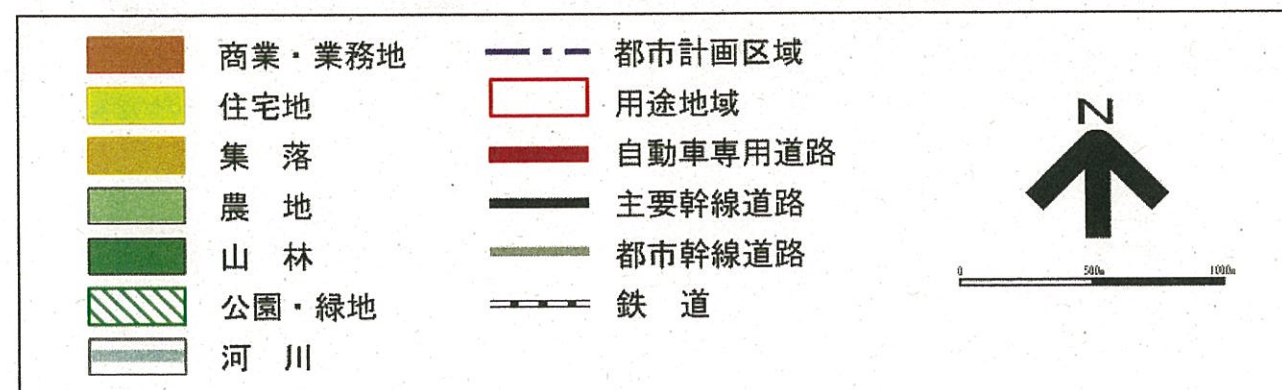 商業・業務地
住宅地
集 落
農 地
山 林
公園・緑地
河 川
都市計画区域
用途地域
自動車専用道路
主要幹線道路
都市幹線道路
鉄 道
N
0 500m 1000m